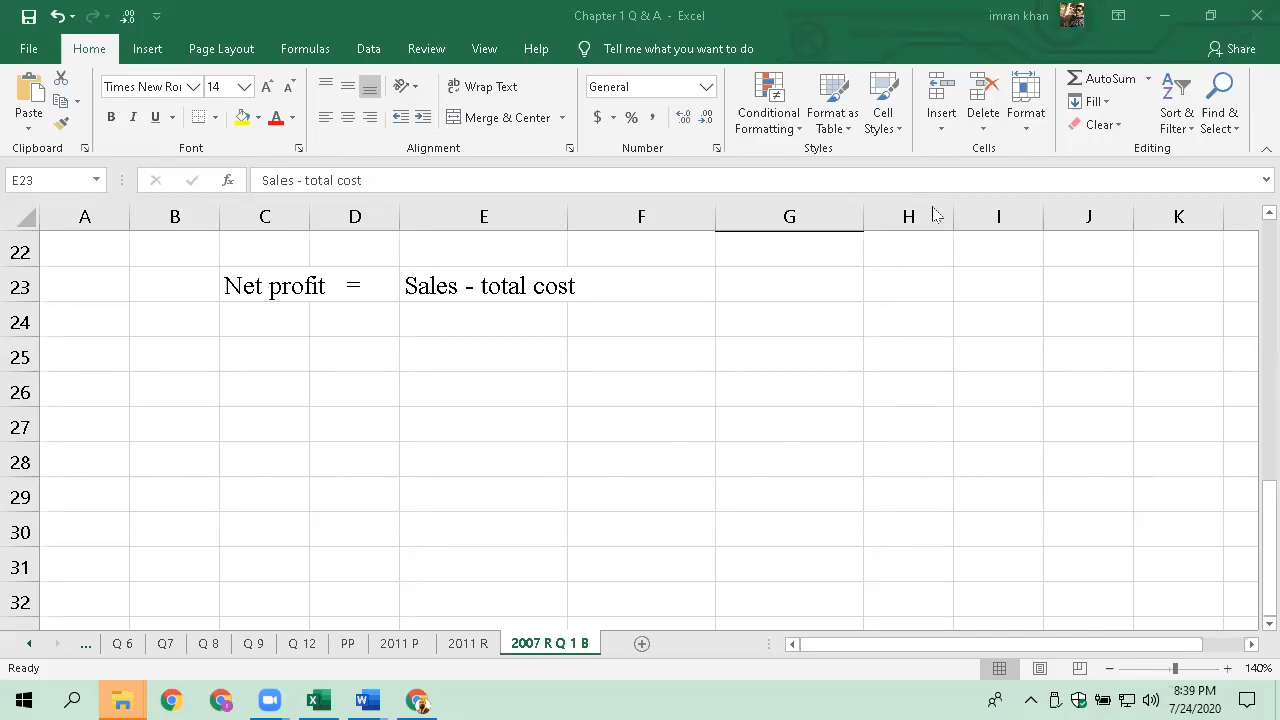 Chapter 1 Q & A - Excel
imran khan
File Home Insert Page Layout Formulas Data Review View Help Tell me what you want to do Share
Paste
Times New Roi 14
B I U
Wrap Text
Merge & Center
General
$ % ,
Conditional Formatting
Format as Table
Cell Styles
Insert
Delete
Format
AutoSum
Fill
Clear
Sort & Filter
Find & Select
Clipboard Font Alignment Number Styles Cells Editing
E23 fx Sales - total cost
A B C D E F G H I J K
22
23 Net profit = Sales - total cost
24
25
26
27
28
29
30
31
32
... Q 6 Q7 Q 8 Q 9 Q 12 PP 2011 P 2011 R 2007 R Q 1 B
Ready 140%
8:39 PM
7/24/2020